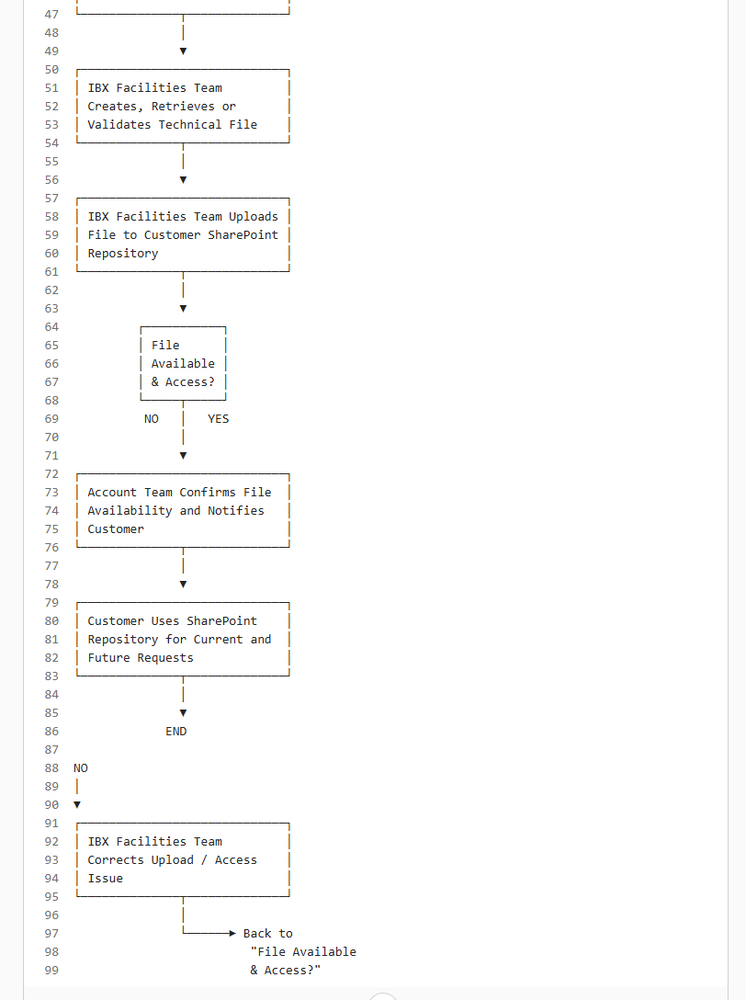 47
48
49 ▼
50
51 IBX Facilities Team
52 Creates, Retrieves or
53 Validates Technical File
54
55
56 ▼
57
58 IBX Facilities Team Uploads
59 File to Customer SharePoint
60 Repository
61
62
63 ▼
64
65 File
66 Available
67 & Access?
68
69 NO YES
70
71 ▼
72
73 Account Team Confirms File
74 Availability and Notifies
75 Customer
76
77
78 ▼
79
80 Customer Uses SharePoint
81 Repository for Current and
82 Future Requests
83
84
85 ▼
86 END
87
88 NO
89
90 ▼
91
92 IBX Facilities Team
93 Corrects Upload / Access
94 Issue
95
96
97 Back to
98 "File Available
99 & Access?"